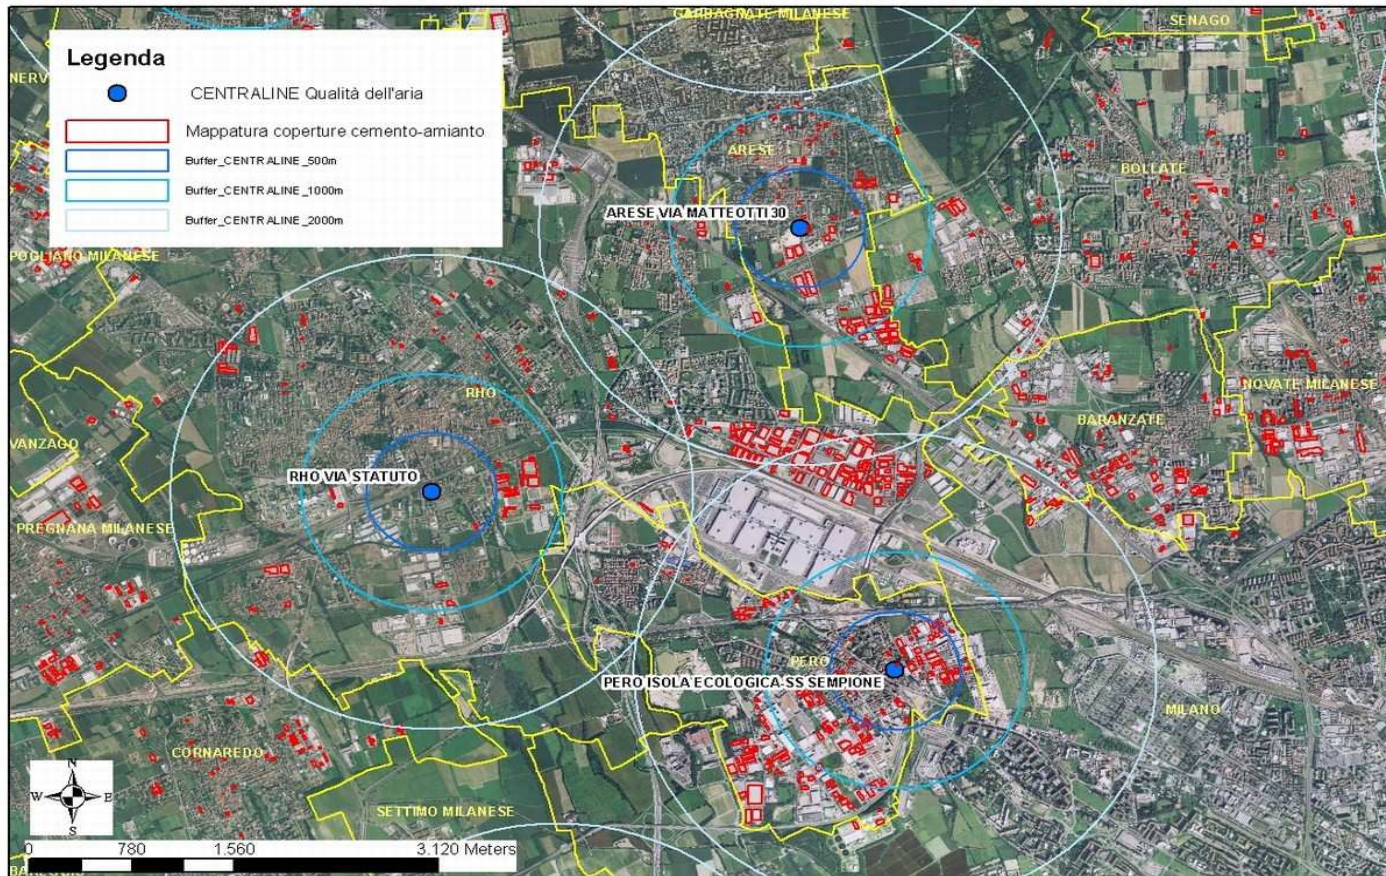 GARBAGNATE MILANESE
SENAGO
Legenda
CENTRALINE Qualità dell'aria
Mappatura coperture cemento-amianto
Buffer_CENTRALINE_500m
Buffer_CENTRALINE_1000m
Buffer_CENTRALINE_2000m
NERV
ARESE
BOLLATE
ARESE VIA MATTEOTTI 30
POGLIANO MILANESE
RHO
NOVATE MILANESE
BARANZATE
VANZAGO
RHO VIA STATUTO
PREGNANA MILANESE
PERO
PERO ISOLA ECOLOGICA-SS SEMPIONE
MILANO
CORNAREDO
N
W E
S
SETTIMO MILANESE
0 780 1.560 3.120 Meters